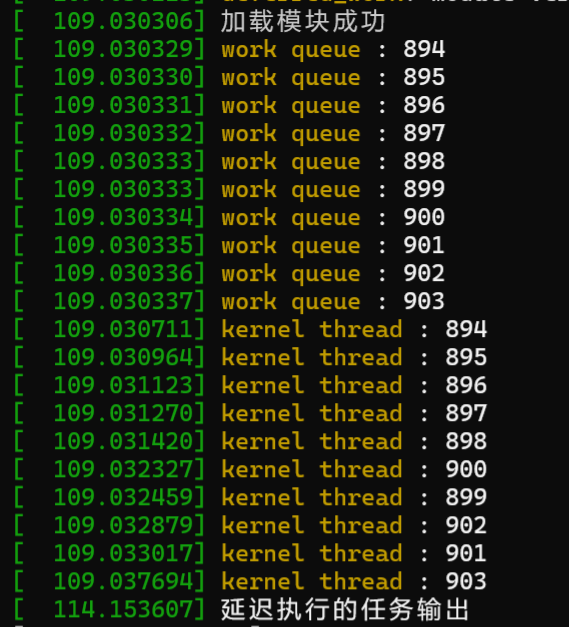 [  109.030306] 加载模块成功
[  109.030329] work queue : 894
[  109.030330] work queue : 895
[  109.030331] work queue : 896
[  109.030332] work queue : 897
[  109.030333] work queue : 898
[  109.030333] work queue : 899
[  109.030334] work queue : 900
[  109.030335] work queue : 901
[  109.030336] work queue : 902
[  109.030337] work queue : 903
[  109.030711] kernel thread : 894
[  109.030964] kernel thread : 895
[  109.031123] kernel thread : 896
[  109.031270] kernel thread : 897
[  109.031420] kernel thread : 898
[  109.032327] kernel thread : 900
[  109.032459] kernel thread : 899
[  109.032879] kernel thread : 902
[  109.033017] kernel thread : 901
[  109.037694] kernel thread : 903
[  114.153607] 延迟执行的任务输出